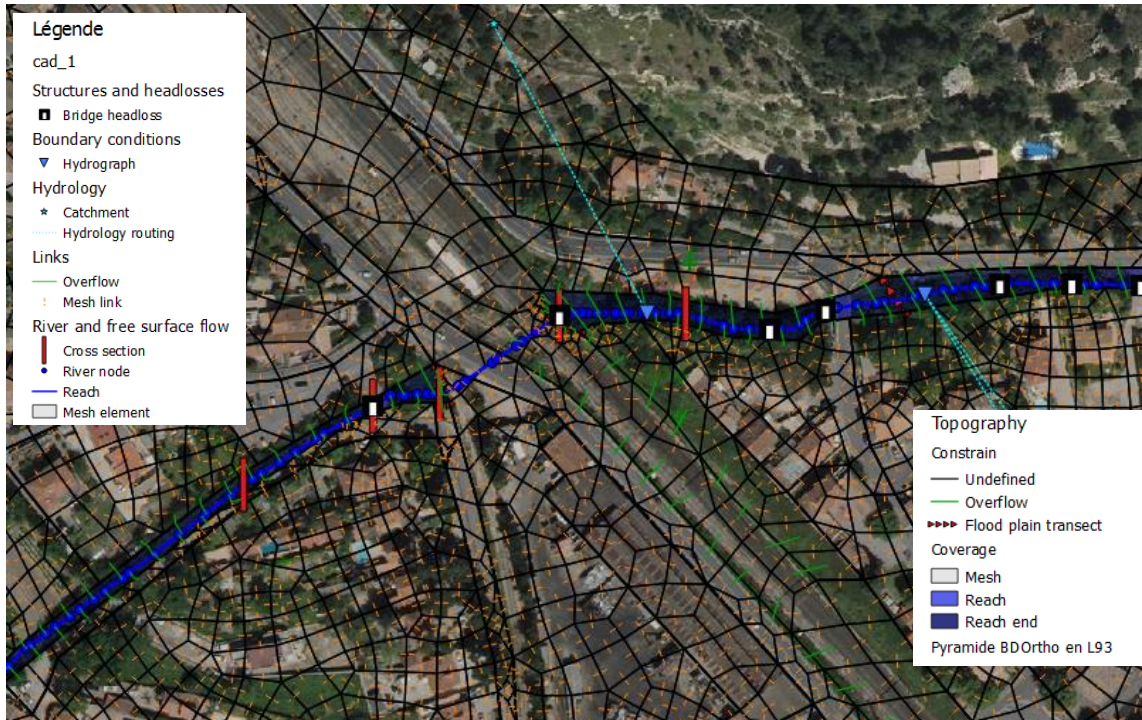 Légende
cad_1
Structures and headlosses
Bridge headloss
Boundary conditions
Hydrograph
Hydrology
Catchment
Hydrology routing
Links
Overflow
Mesh link
River and free surface flow
Cross section
River node
Reach
Mesh element
Topography
Constrain
Undefined
Overflow
Flood plain transect
Coverage
Mesh
Reach
Reach end
Pyramide BDOrtho en L93